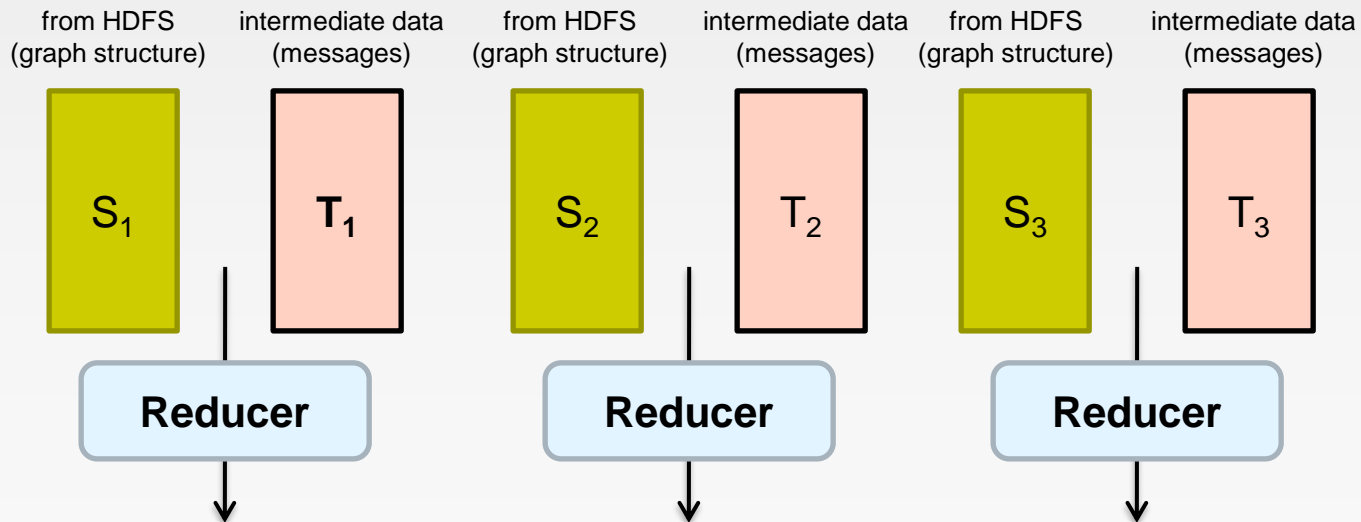 from HDFS
(graph structure)
intermediate data
(messages)
from HDFS
(graph structure)
intermediate data
(messages)
from HDFS
(graph structure)
intermediate data
(messages)
S1
T1
S2
T2
S3
T3
Reducer
Reducer
Reducer